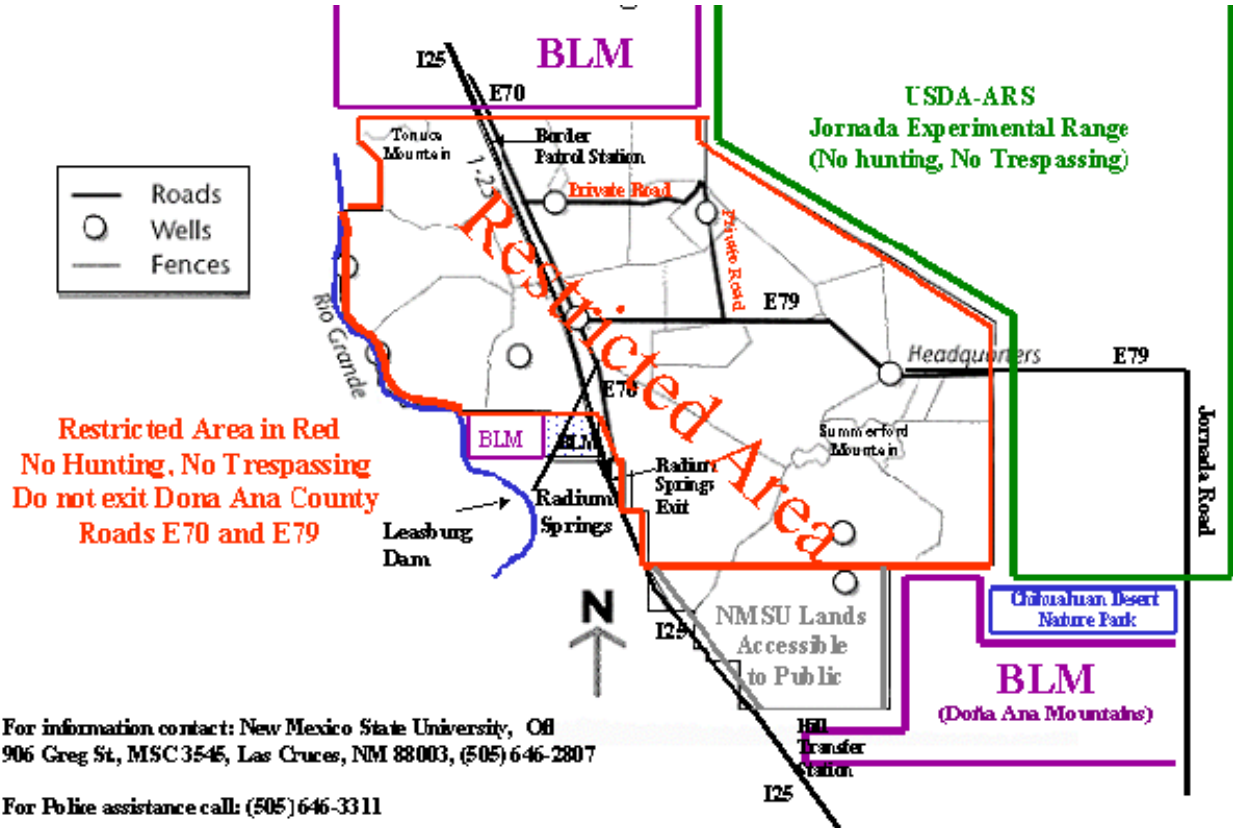 BLM
I25
E70
USDA-ARS
Jornada Experimental Range
(No hunting, No Trespassing)
Tonuca
Mountain
Border
Patrol Station
I-25
Private Road
Private Road
Roads
Wells
Fences
Restricted Area
E79
Rio Grande
Headquarters
E79
E70
Jornada Road
Restricted Area in Red
No Hunting, No Trespassing
Do not exit Dona Ana County
Roads E70 and E79
BLM
BLM
Summerford
Mountain
Radium
Springs
Exit
Radium
Springs
Leasburg
Dam
N
Chihuahuan Desert
Nature Park
NMSU Lands
Accessible
to Public
I25
BLM
(Doña Ana Mountains)
For information contact: New Mexico State University, Off
906 Greg St., MSC 3545, Las Cruces, NM 88003, (505) 646-2807
Hill
Transfer
Station
I25
For Police assistance call: (505) 646-3311